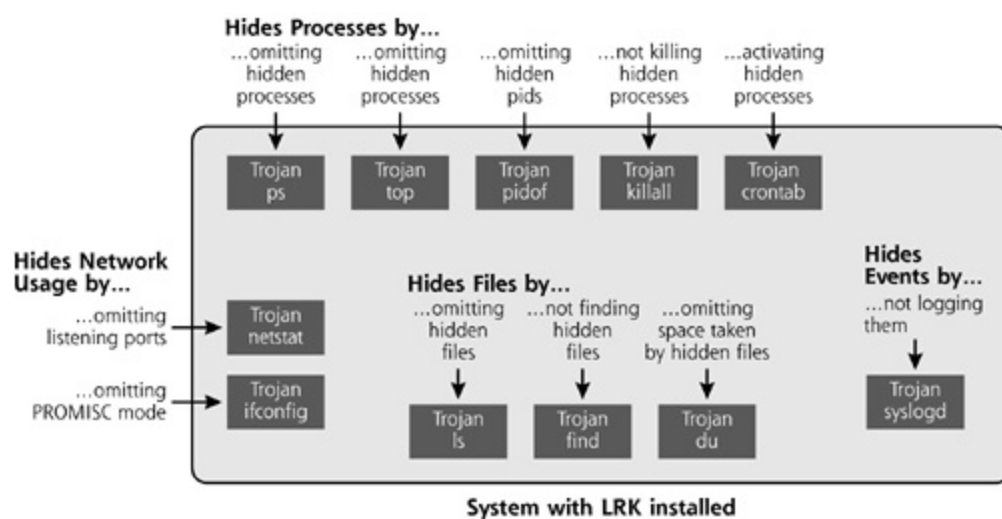 Hides Processes by...
...omitting
hidden
processes
...omitting
hidden
processes
...omitting
hidden
pids
...not killing
hidden
processes
...activating
hidden
processes
Trojan
ps
Trojan
top
Trojan
pidof
Trojan
killall
Trojan
crontab
Hides Network
Usage by...
...omitting
listening ports
Trojan
netstat
...omitting
PROMISC mode
Trojan
ifconfig
Hides Files by...
...omitting
hidden
files
...not finding
hidden
files
...omitting
space taken
by hidden files
Trojan
ls
Trojan
find
Trojan
du
Hides
Events by...
...not logging
them
Trojan
syslogd
System with LRK installed